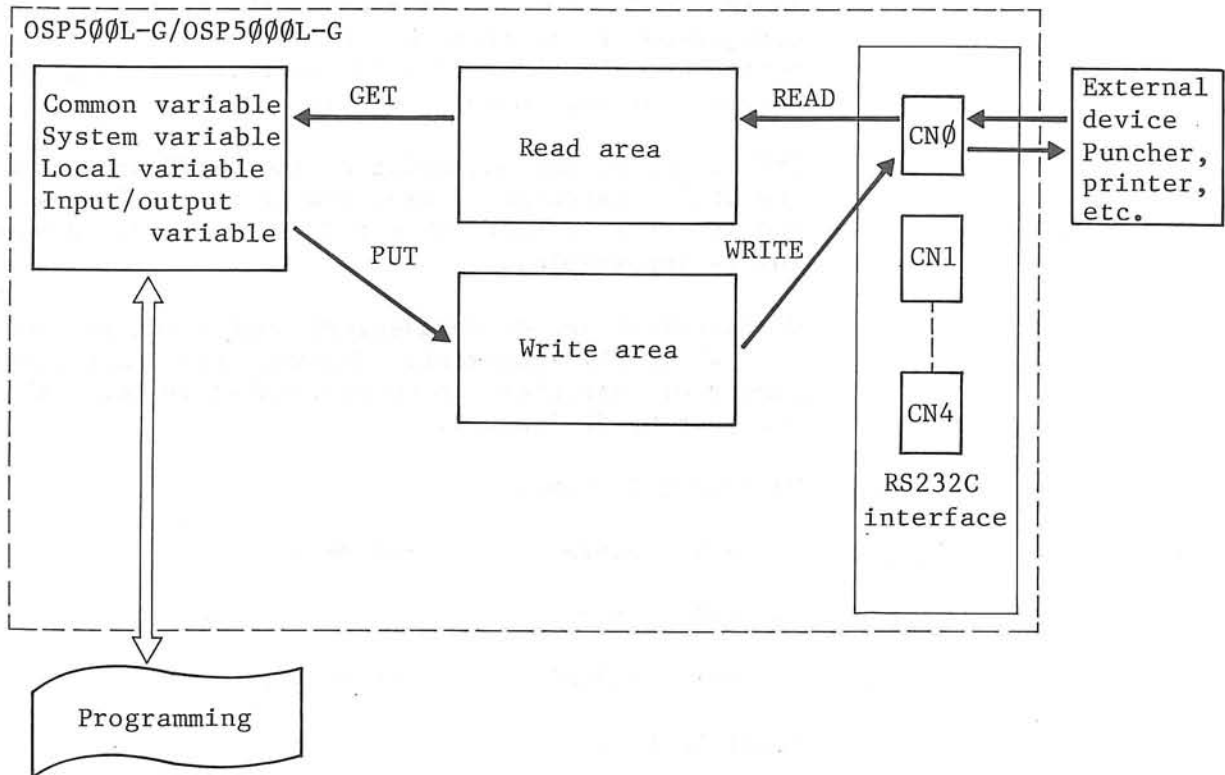 OSP5ØØL-G/OSP5ØØØL-G
Common variable
System variable
Local variable
Input/output
variable
GET
PUT
Read area
Write area
READ
WRITE
CNØ
CN1
CN4
RS232C
interface
External
device
Puncher,
printer,
etc.
Programming